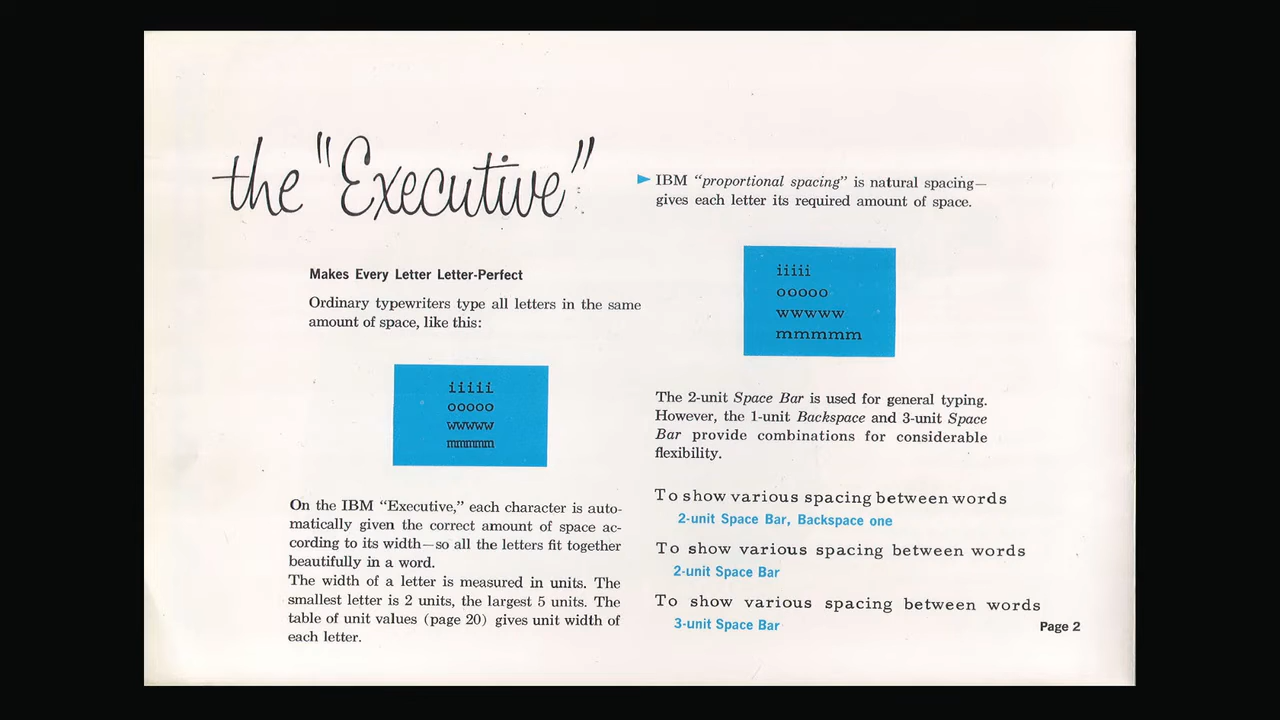 the "Executive"
Makes Every Letter Letter-Perfect
Ordinary typewriters type all letters in the same
amount of space, like this:
iiiii
ooooo
wwwww
mmmmm
On the IBM “Executive,” each character is auto-
matically given the correct amount of space ac-
cording to its width—so all the letters fit together
beautifully in a word.
The width of a letter is measured in units. The
smallest letter is 2 units, the largest 5 units. The
table of unit values (page 20) gives unit width of
each letter.
► IBM “proportional spacing” is natural spacing—
gives each letter its required amount of space.
iiiii
ooooo
wwwww
mmmmm
The 2-unit Space Bar is used for general typing.
However, the 1-unit Backspace and 3-unit Space
Bar provide combinations for considerable
flexibility.
To show various spacing between words
2-unit Space Bar, Backspace one
To show various spacing between words
2-unit Space Bar
To show various spacing between words
3-unit Space Bar
Page 2